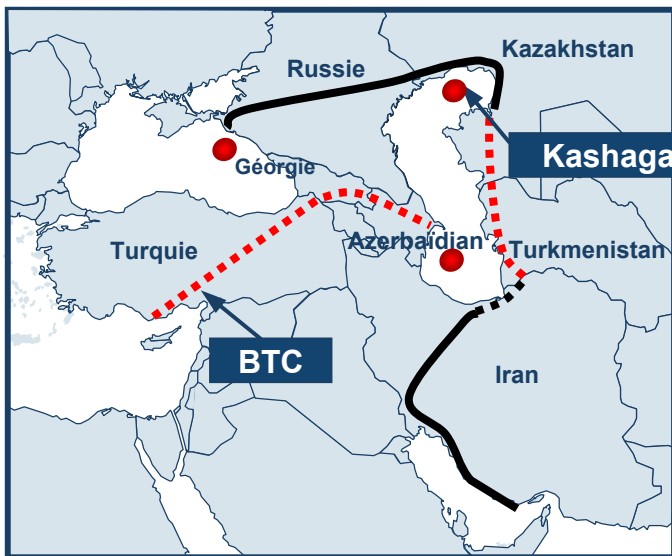 Kazakhstan
Russie
Kashaga
Géorgie
Azerbaïdjan
Turquie
Turkmenistan
BTC
Iran